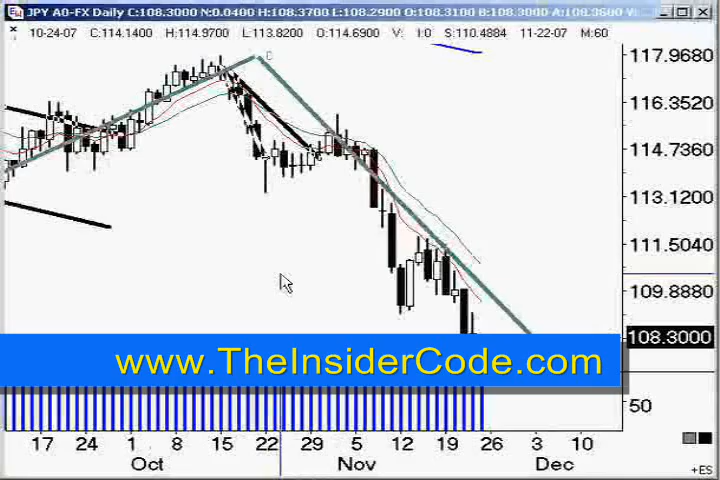 JPY A0-FX Daily C:108.3000 N:0.0400 H:108.3700 L:108.2900 O:108.3100 B:108.3000 A:108.3600
10-24-07 C:114.1400 H:114.9700 L:113.8200 O:114.6900 V: I:0 S:110.4884 11-22-07 M:60
117.9680
116.3520
114.7360
113.1200
111.5040
109.8880
108.3000
www.TheInsiderCode.com
50
17 24 1 8 15 22 29 5 12 19 26 3 10
Oct Nov Dec
+ES